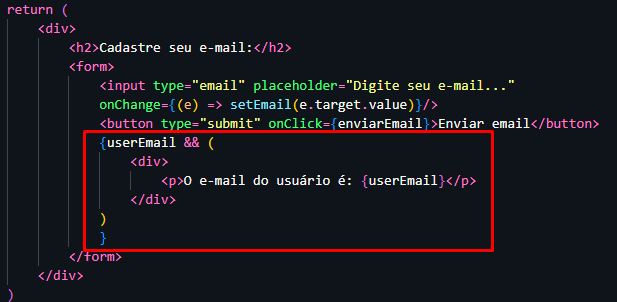 return (
<div>
<h2>Cadastre seu e-mail:</h2>
<form>
<input type="email" placeholder="Digite seu e-mail..."
onChange={(e) => setEmail(e.target.value)}/>
<button type="submit" onClick={enviarEmail}>Enviar email</button>
{userEmail && (
<div>
<p>O e-mail do usuário é: {userEmail}</p>
</div>
)
}
</form>
</div>
)